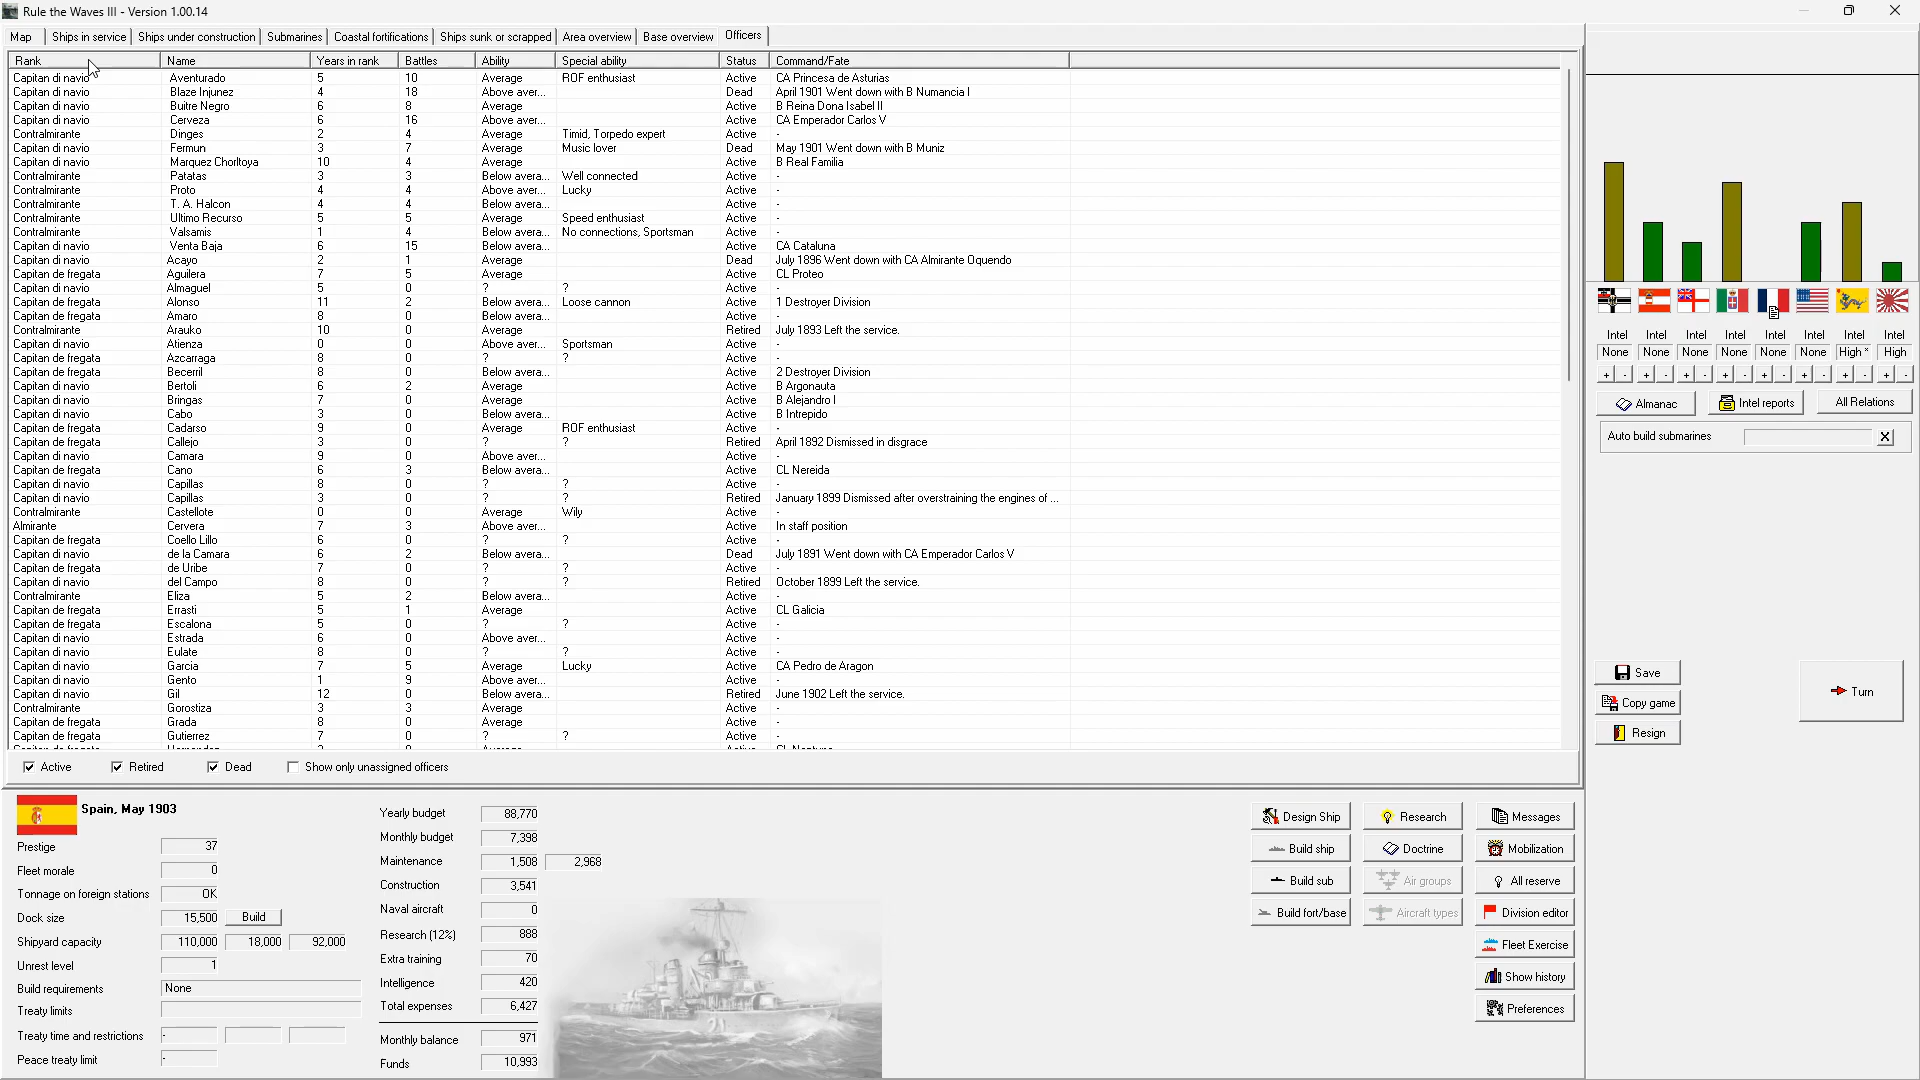 Rule the Waves III - Version 1.00.14
Map Ships in service Ships under construction Submarines Coastal fortifications Ships sunk or scrapped Area overview Base overview Officers
Rank Name Years in rank Battles Ability Special ability Status Command/Fate
Capitan di navio Aventurado 5 10 Average ROF enthusiast Active CA Princesa de Asturias
Capitan di navio Blaze Injunez 4 18 Above aver... Dead April 1901 Went down with B Numancia I
Capitan di navio Buitre Negro 6 8 Average Active B Reina Dona Isabel II
Capitan di navio Cerveza 6 16 Above aver... Active CA Emperador Carlos V
Contralmirante Dinges 2 4 Average Timid, Torpedo expert Active -
Capitan di navio Fermun 3 7 Average Music lover Dead May 1901 Went down with B Muniz
Capitan di navio Marquez Chorltoya 10 4 Average Active B Real Familia
Contralmirante Patatas 3 3 Below avera... Well connected Active -
Contralmirante Proto 4 4 Above aver... Lucky Active -
Contralmirante T. A. Halcon 4 4 Below avera... Active -
Contralmirante Ultimo Recurso 5 5 Average Speed enthusiast Active -
Contralmirante Valsamis 1 4 Below avera... No connections, Sportsman Active -
Capitan di navio Venta Baja 6 15 Below avera... Active CA Cataluna
Capitan di navio Acayo 2 1 Average Dead July 1896 Went down with CA Almirante Oquendo
Capitan de fregata Aguilera 7 5 Average Active CL Proteo
Capitan di navio Almaguel 5 0 ? ? Active -
Capitan de fregata Alonso 11 2 Below avera... Loose cannon Active 1 Destroyer Division
Capitan de fregata Amaro 8 0 Below avera... Active -
Contralmirante Arauko 10 0 Average Retired July 1893 Left the service.
Capitan di navio Atienza 0 0 Above aver... Sportsman Active -
Capitan de fregata Azcarraga 8 0 ? ? Active -
Capitan de fregata Becerril 8 0 Below avera... Active 2 Destroyer Division
Capitan di navio Bertoli 6 2 Average Active B Argonauta
Capitan di navio Bringas 7 0 Average Active B Alejandro I
Capitan di navio Cabo 3 0 Below avera... Active B Intrepido
Capitan de fregata Cadarso 9 0 Average ROF enthusiast Active -
Capitan de fregata Callejo 3 0 ? ? Retired April 1892 Dismissed in disgrace
Capitan di navio Camara 9 0 Above aver... Active -
Capitan de fregata Cano 6 3 Below avera... Active CL Nereida
Capitan di navio Capillas 8 0 ? ? Active -
Capitan di navio Capillas 3 0 ? ? Retired January 1899 Dismissed after overstraining the engines of ...
Contralmirante Castellote 0 0 Average Wily Active -
Almirante Cervera 7 3 Above aver... Active In staff position
Capitan de fregata Coello Lillo 6 0 ? ? Active -
Capitan di navio de la Camara 6 2 Below avera... Dead July 1891 Went down with CA Emperador Carlos V
Capitan de fregata de Uribe 7 0 ? ? Active -
Capitan di navio del Campo 8 0 ? ? Retired October 1899 Left the service.
Contralmirante Eliza 5 2 Below avera... Active -
Capitan de fregata Errasti 5 1 Average Active CL Galicia
Capitan de fregata Escalona 5 0 ? ? Active -
Capitan di navio Estrada 6 0 Above aver... Active -
Capitan di navio Eulate 8 0 ? ? Active -
Capitan di navio Garcia 7 5 Average Lucky Active CA Pedro de Aragon
Capitan di navio Gento 1 9 Above aver... Active -
Capitan di navio Gil 12 0 Below avera... Retired June 1902 Left the service.
Contralmirante Gorostiza 3 3 Average Active -
Capitan de fregata Grada 8 0 Average Active -
Capitan de fregata Gutierrez 7 0 ? ? Active -
Active Retired Dead Show only unassigned officers
Intel Intel Intel Intel Intel Intel Intel Intel
None None None None None None High * High
+ - + - + - + - + - + - + - + -
Almanac Intel reports All Relations
Auto build submarines X
Save
Copy game
Resign
Turn
Spain, May 1903
Prestige 37
Fleet morale 0
Tonnage on foreign stations OK
Dock size 15,500 Build
Shipyard capacity 110,000 18,000 92,000
Unrest level 1
Build requirements None
Treaty limits
Treaty time and restrictions -
Peace treaty limit -
Yearly budget 88,770
Monthly budget 7,398
Maintenance 1,508 2,968
Construction 3,541
Naval aircraft 0
Research (12%) 888
Extra training 70
Intelligence 420
Total expenses 6,427
Monthly balance 971
Funds 10,993
Design Ship Research Messages
Build ship Doctrine Mobilization
Build sub Air groups All reserve
Build fort/base Aircraft types Division editor
Fleet Exercise
Show history
Preferences